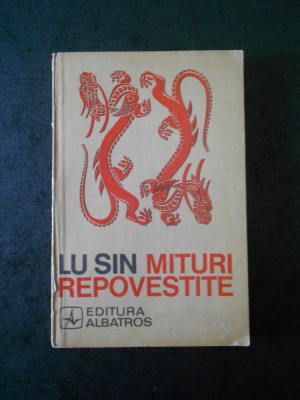 LU SIN MITURI
REPOVESTITE
EDITURA
ALBATROS